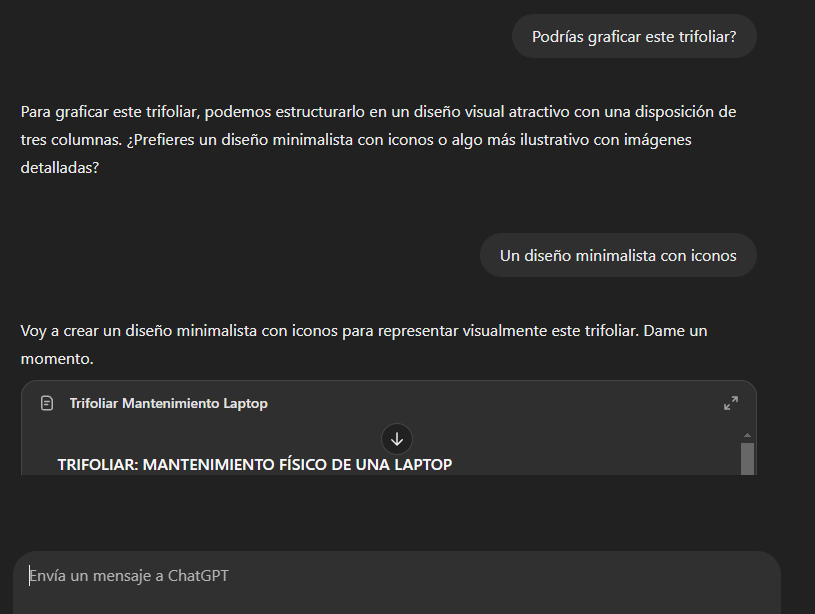 Podrías graficar este trifoliar?
Para graficar este trifoliar, podemos estructurarlo en un diseño visual atractivo con una disposición de
tres columnas. ¿Prefieres un diseño minimalista con iconos o algo más ilustrativo con imágenes
detalladas?
Un diseño minimalista con iconos
Voy a crear un diseño minimalista con iconos para representar visualmente este trifoliar. Dame un
momento.
Trifoliar Mantenimiento Laptop
TRIFOLIAR: MANTENIMIENTO FÍSICO DE UNA LAPTOP
Envía un mensaje a ChatGPT